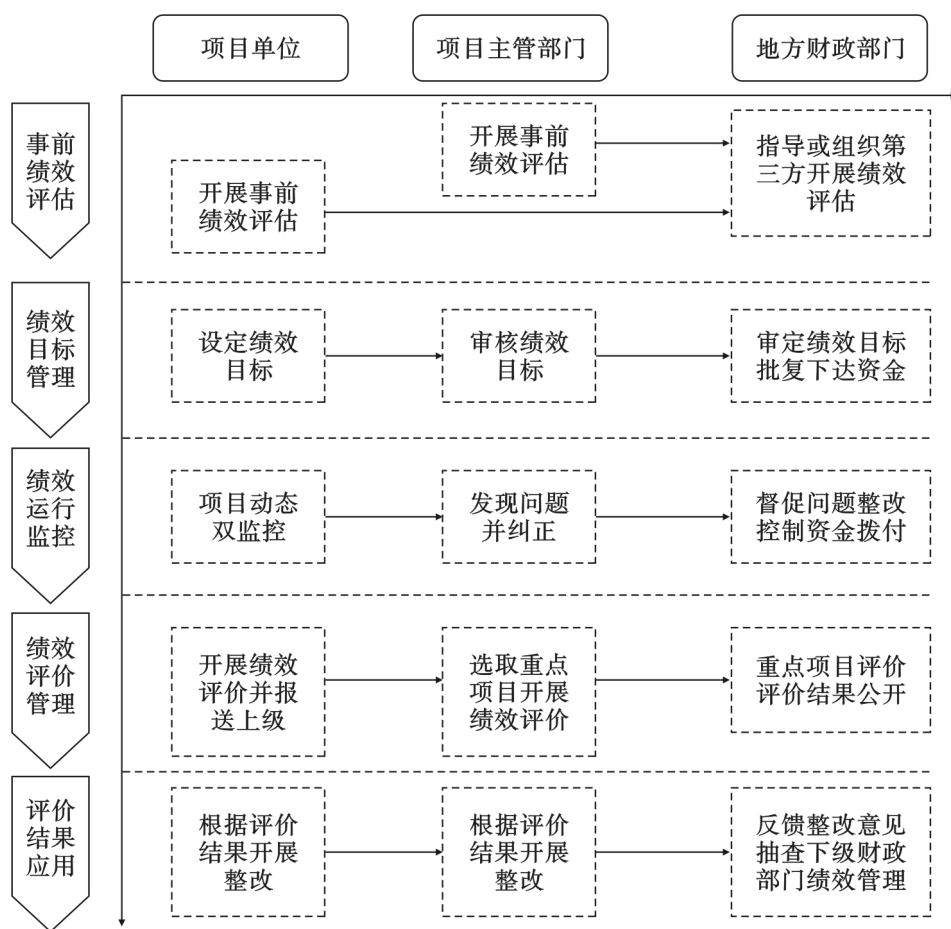 项目单位
项目主管部门
地方财政部门
事前
绩效
评估
开展事前
绩效评估
开展事前
绩效评估
指导或组织第
三方开展绩效
评估
绩效
目标
管理
设定绩效
目标
审核绩效
目标
审定绩效目标
批复下达资金
绩效
运行
监控
项目动态
双监控
发现问题
并纠正
督促问题整改
控制资金拨付
绩效
评价
管理
开展绩效
评价并报
送上级
选取重点
项目开展
绩效评价
重点项目评价
评价结果公开
评价
结果
应用
根据评价
结果开展
整改
根据评价
结果开展
整改
反馈整改意见
抽查下级财政
部门绩效管理